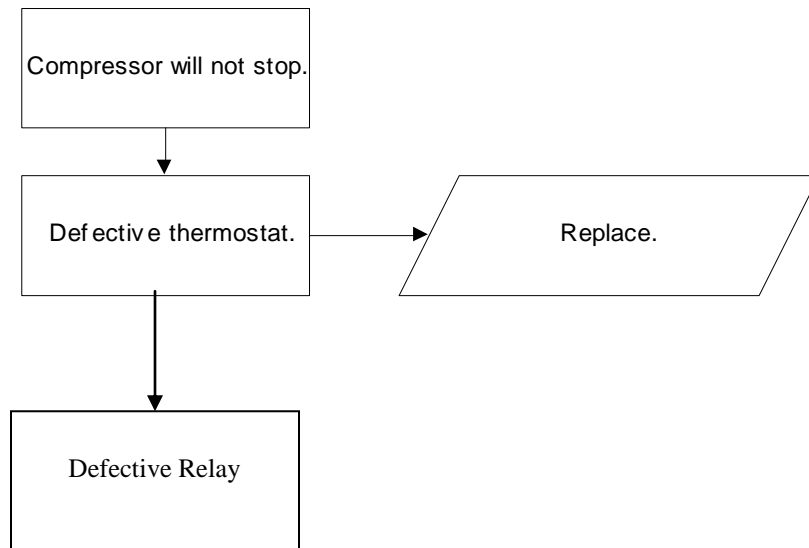 Compressor will not stop.
Defective thermostat.
Replace.
Defective Relay